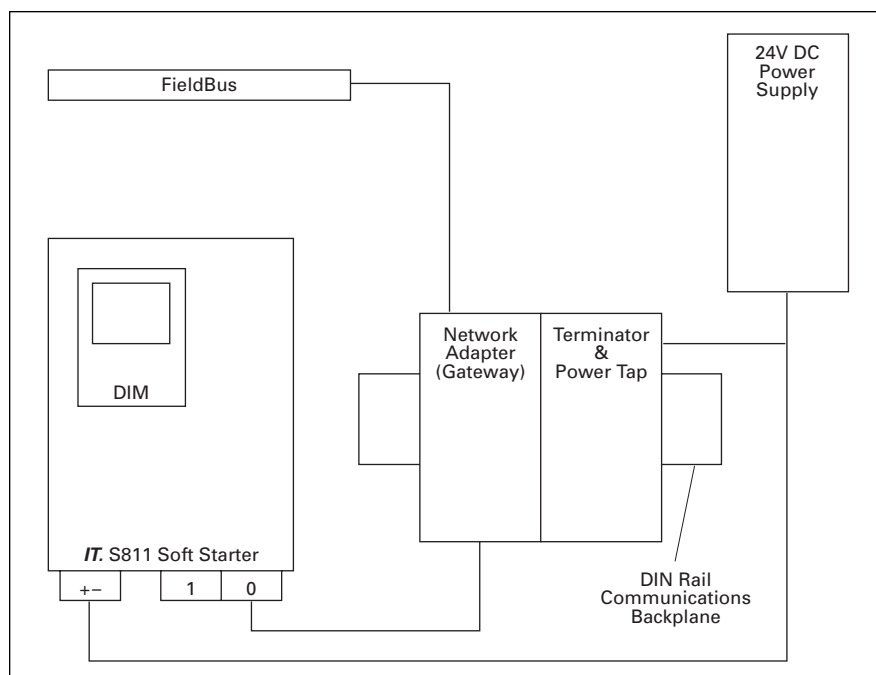 FieldBus
24V DC
Power
Supply
Network
Adapter
(Gateway)
Terminator
&
Power Tap
DIM
IT. S811 Soft Starter
+− 1 0
DIN Rail
Communications
Backplane